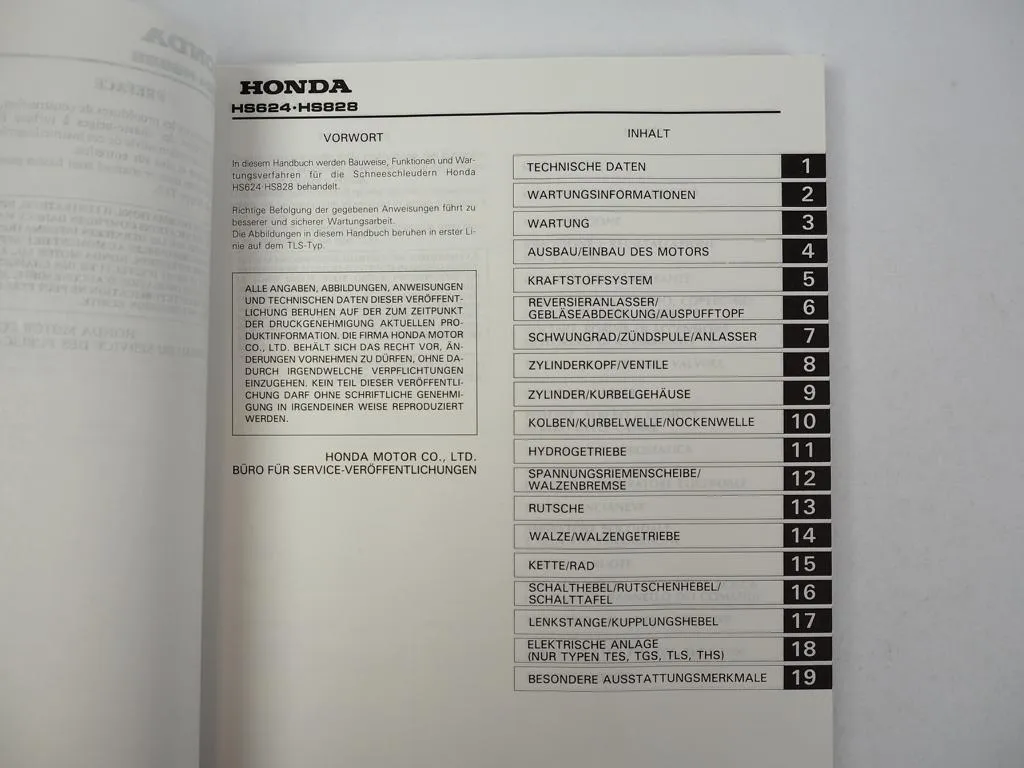 HONDA
HS624·HS828
VORWORT
In diesem Handbuch werden Bauweise, Funktionen und War-
tungsverfahren für die Schneeschleudern Honda
HS624·HS828 behandelt.
Richtige Befolgung der gegebenen Anweisungen führt zu
besserer und sicherer Wartungsarbeit.
Die Abbildungen in diesem Handbuch beruhen in erster Li-
nie auf dem TLS-Typ.
ALLE ANGABEN, ABBILDUNGEN, ANWEISUNGEN
UND TECHNISCHEN DATEN DIESER VERÖFFENT-
LICHUNG BERUHEN AUF DER ZUM ZEITPUNKT
DER DRUCKGENEHMIGUNG AKTUELLEN PRO-
DUKTINFORMATION. DIE FIRMA HONDA MOTOR
CO., LTD. BEHÄLT SICH DAS RECHT VOR, ÄN-
DERUNGEN VORNEHMEN ZU DÜRFEN, OHNE DA-
DURCH IRGENDWELCHE VERPFLICHTUNGEN
EINZUGEHEN. KEIN TEIL DIESER VERÖFFENTLI-
CHUNG DARF OHNE SCHRIFTLICHE GENEHMI-
GUNG IN IRGENDEINER WEISE REPRODUZIERT
WERDEN.
HONDA MOTOR CO., LTD.
BÜRO FÜR SERVICE-VERÖFFENTLICHUNGEN
INHALT
TECHNISCHE DATEN 1
WARTUNGSINFORMATIONEN 2
WARTUNG 3
AUSBAU/EINBAU DES MOTORS 4
KRAFTSTOFFSYSTEM 5
REVERSIERANLASSER/
GEBLÄSEABDECKUNG/AUSPUFFTOPF 6
SCHWUNGRAD/ZÜNDSPULE/ANLASSER 7
ZYLINDERKOPF/VENTILE 8
ZYLINDER/KURBELGEHÄUSE 9
KOLBEN/KURBELWELLE/NOCKENWELLE 10
HYDROGETRIEBE 11
SPANNUNGSRIEMENSCHEIBE/
WALZENBREMSE 12
RUTSCHE 13
WALZE/WALZENGETRIEBE 14
KETTE/RAD 15
SCHALTHEBEL/RUTSCHENHEBEL/
SCHALTTAFEL 16
LENKSTANGE/KUPPLUNGSHEBEL 17
ELEKTRISCHE ANLAGE
(NUR TYPEN TES, TGS, TLS, THS) 18
BESONDERE AUSSTATTUNGSMERKMALE 19